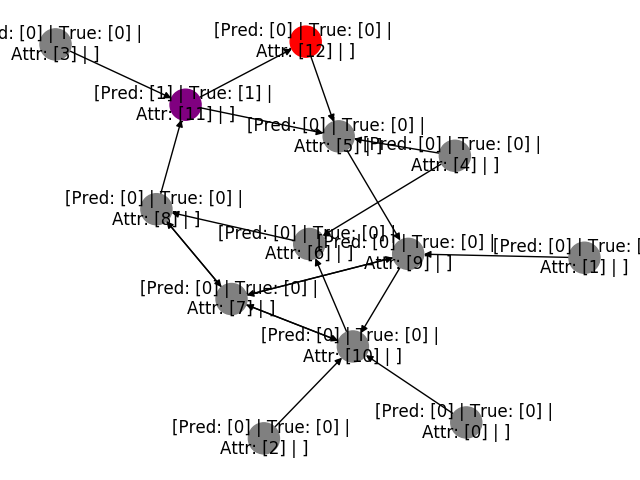 d: [0] | True: [0] |
Attr: [3] | ]
[Pred: [0] | True: [0] |
Attr: [12] | ]
[Pred: [1] | True: [1] |
Attr: [11] | ]
[Pred: [0] | True: [0] |
Attr: [5] | ]
[Pred: [0] | True: [0] |
Attr: [4] | ]
[Pred: [0] | True: [0] |
Attr: [8] | ]
[Pred: [0] | True: [0] |
Attr: [6] | ]
[Pred: [0] | True: [0] |
Attr: [9] | ]
[Pred: [0] | True: [
Attr: [1] | ]
[Pred: [0] | True: [0] |
Attr: [7] | ]
[Pred: [0] | True: [0] |
Attr: [10] | ]
[Pred: [0] | True: [0] |
Attr: [2] | ]
[Pred: [0] | True: [0] |
Attr: [0] | ]